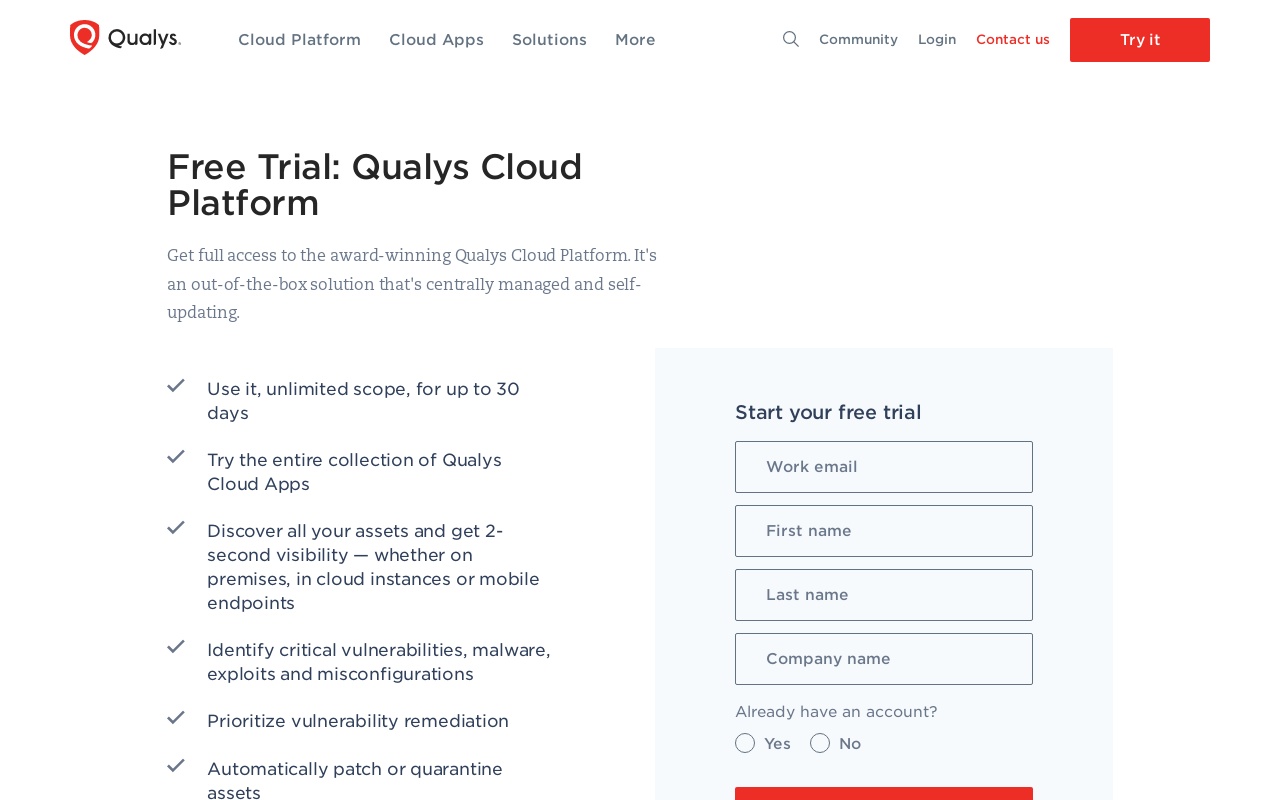 Qualys.
Cloud Platform
Cloud Apps
Solutions
More
Community
Login
Contact us
Try it
Free Trial: Qualys Cloud
Platform
Get full access to the award-winning Qualys Cloud Platform. It's
an out-of-the-box solution that's centrally managed and self-
updating.
Use it, unlimited scope, for up to 30
days
Try the entire collection of Qualys
Cloud Apps
Discover all your assets and get 2-
second visibility — whether on
premises, in cloud instances or mobile
endpoints
Identify critical vulnerabilities, malware,
exploits and misconfigurations
Prioritize vulnerability remediation
Automatically patch or quarantine
assets
Start your free trial
Work email
First name
Last name
Company name
Already have an account?
Yes
No